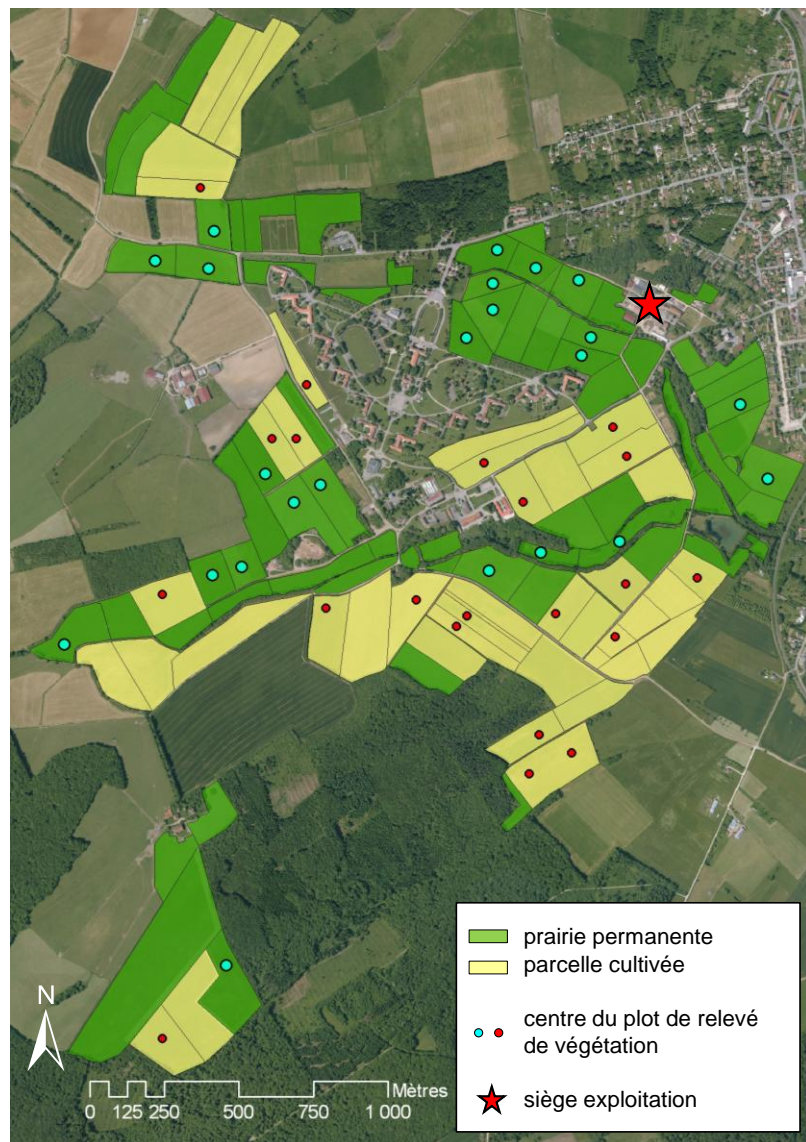 prairie permanente
parcelle cultivée
centre du plot de relevé
de végétation
siège exploitation
N
Mètres
0 125 250 500 750 1 000